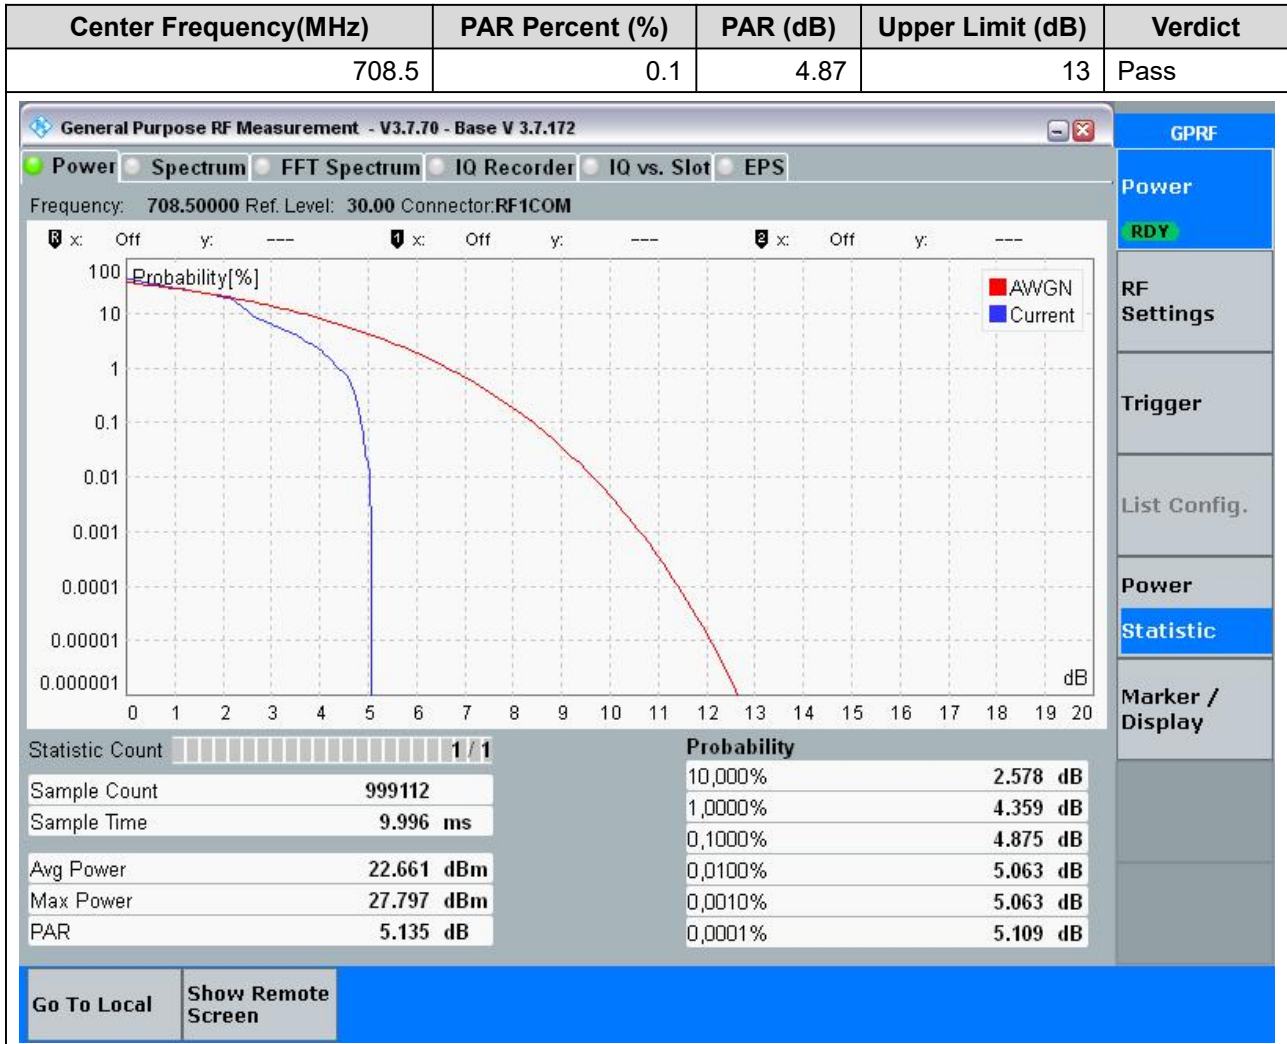 Center Frequency(MHz) PAR Percent (%) PAR (dB) Upper Limit (dB) Verdict
708.5 0.1 4.87 13 Pass
General Purpose RF Measurement - V3.7.70 - Base V 3.7.172
GPRF
Power Spectrum FFT Spectrum IQ Recorder IQ vs. Slot EPS
Power
RDY
Frequency: 708.50000 Ref. Level: 30.00 Connector:RF1COM
R x: Off y: --- 1 x: Off y: --- 2 x: Off y: ---
Probability[%]
100
10
1
0.1
0.01
0.001
0.0001
0.00001
0.000001
AWGN
Current
dB
0 1 2 3 4 5 6 7 8 9 10 11 12 13 14 15 16 17 18 19 20
RF
Settings
Trigger
List Config.
Power
Statistic
Marker /
Display
Statistic Count 1 / 1
Sample Count 999112
Sample Time 9.996 ms
Avg Power 22.661 dBm
Max Power 27.797 dBm
PAR 5.135 dB
Probability
10,000% 2.578 dB
1,0000% 4.359 dB
0,1000% 4.875 dB
0,0100% 5.063 dB
0,0010% 5.063 dB
0,0001% 5.109 dB
Go To Local
Show Remote
Screen